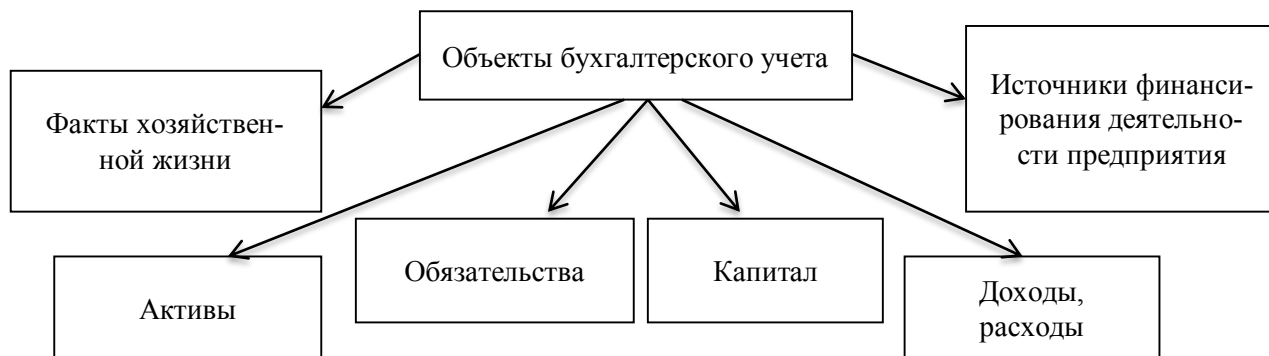 Объекты бухгалтерского учета
Факты хозяйствен-
ной жизни
Источники финанси-
рования деятельно-
сти предприятия
Активы
Обязательства
Капитал
Доходы,
расходы